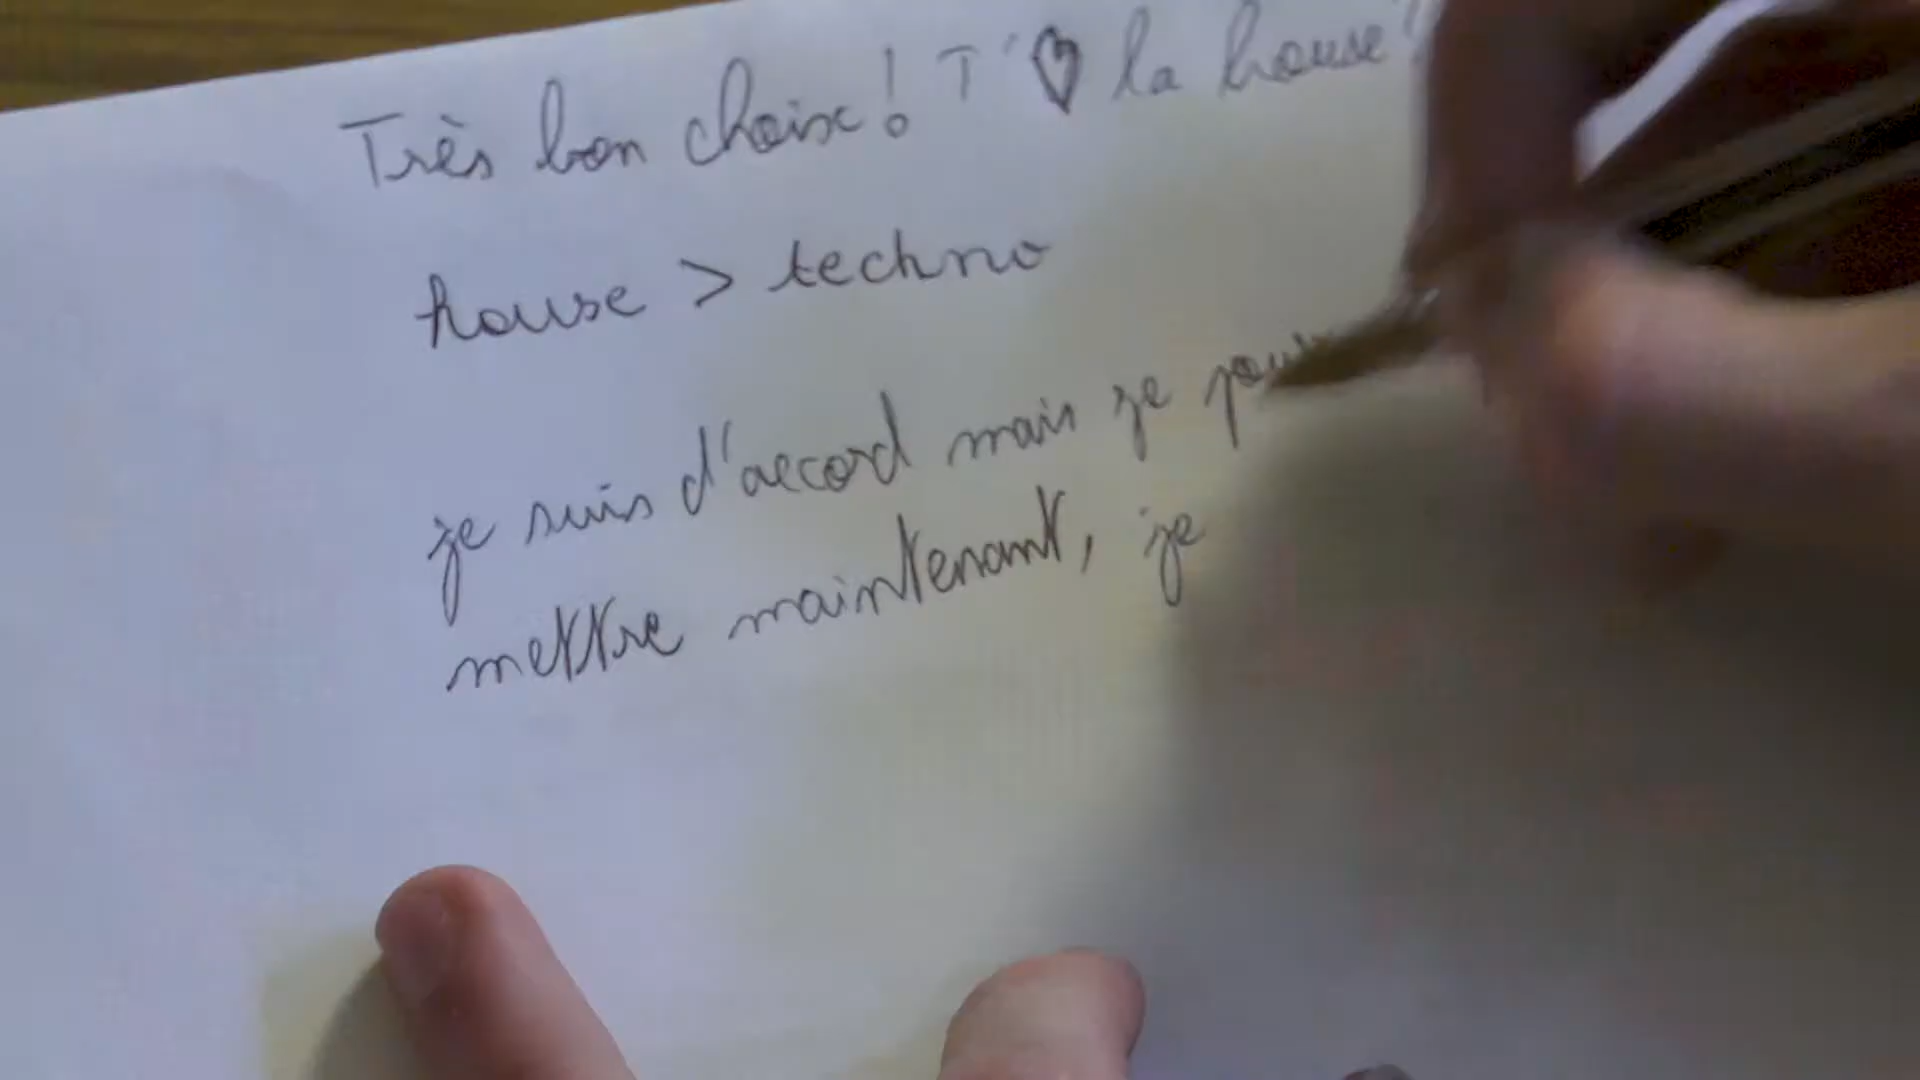 Très bon choix! T'♡ la house?
house > techno
je suis d'accord mais je
mettre maintenant, je